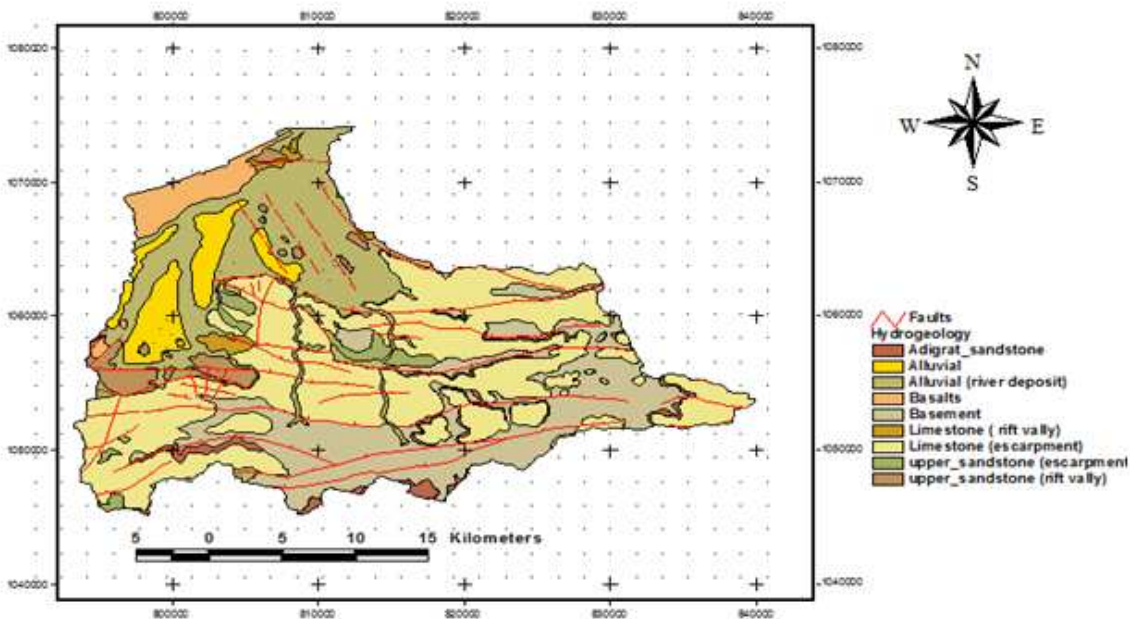 800000 810000 820000 830000 840000
1080000 1080000
1070000 1070000
1060000 1060000
1050000 1050000
1040000 1040000
800000 810000 820000 830000 840000
5 0 5 10 15 Kilometers
N
W E
S
Faults
Hydrogeology
Adigrat_sandstone
Alluvial
Alluvial (river deposit)
Basalts
Basement
Limestone ( rift vally)
Limestone (escarpment)
upper_sandstone (escarpment
upper_sandstone (rift vally)